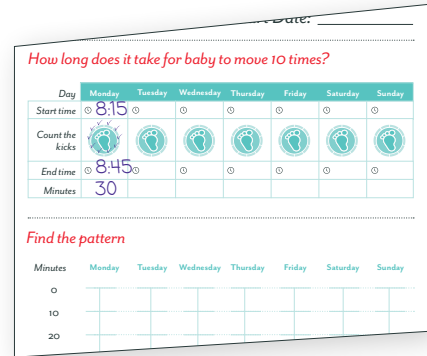 Date:
How long does it take for baby to move 10 times?
Day Monday Tuesday Wednesday Thursday Friday Saturday Sunday
Start time 8:15
Count the
kicks
End time 8:45
Minutes 30
Find the pattern
Minutes Monday Tuesday Wednesday Thursday Friday Saturday Sunday
0
10
20